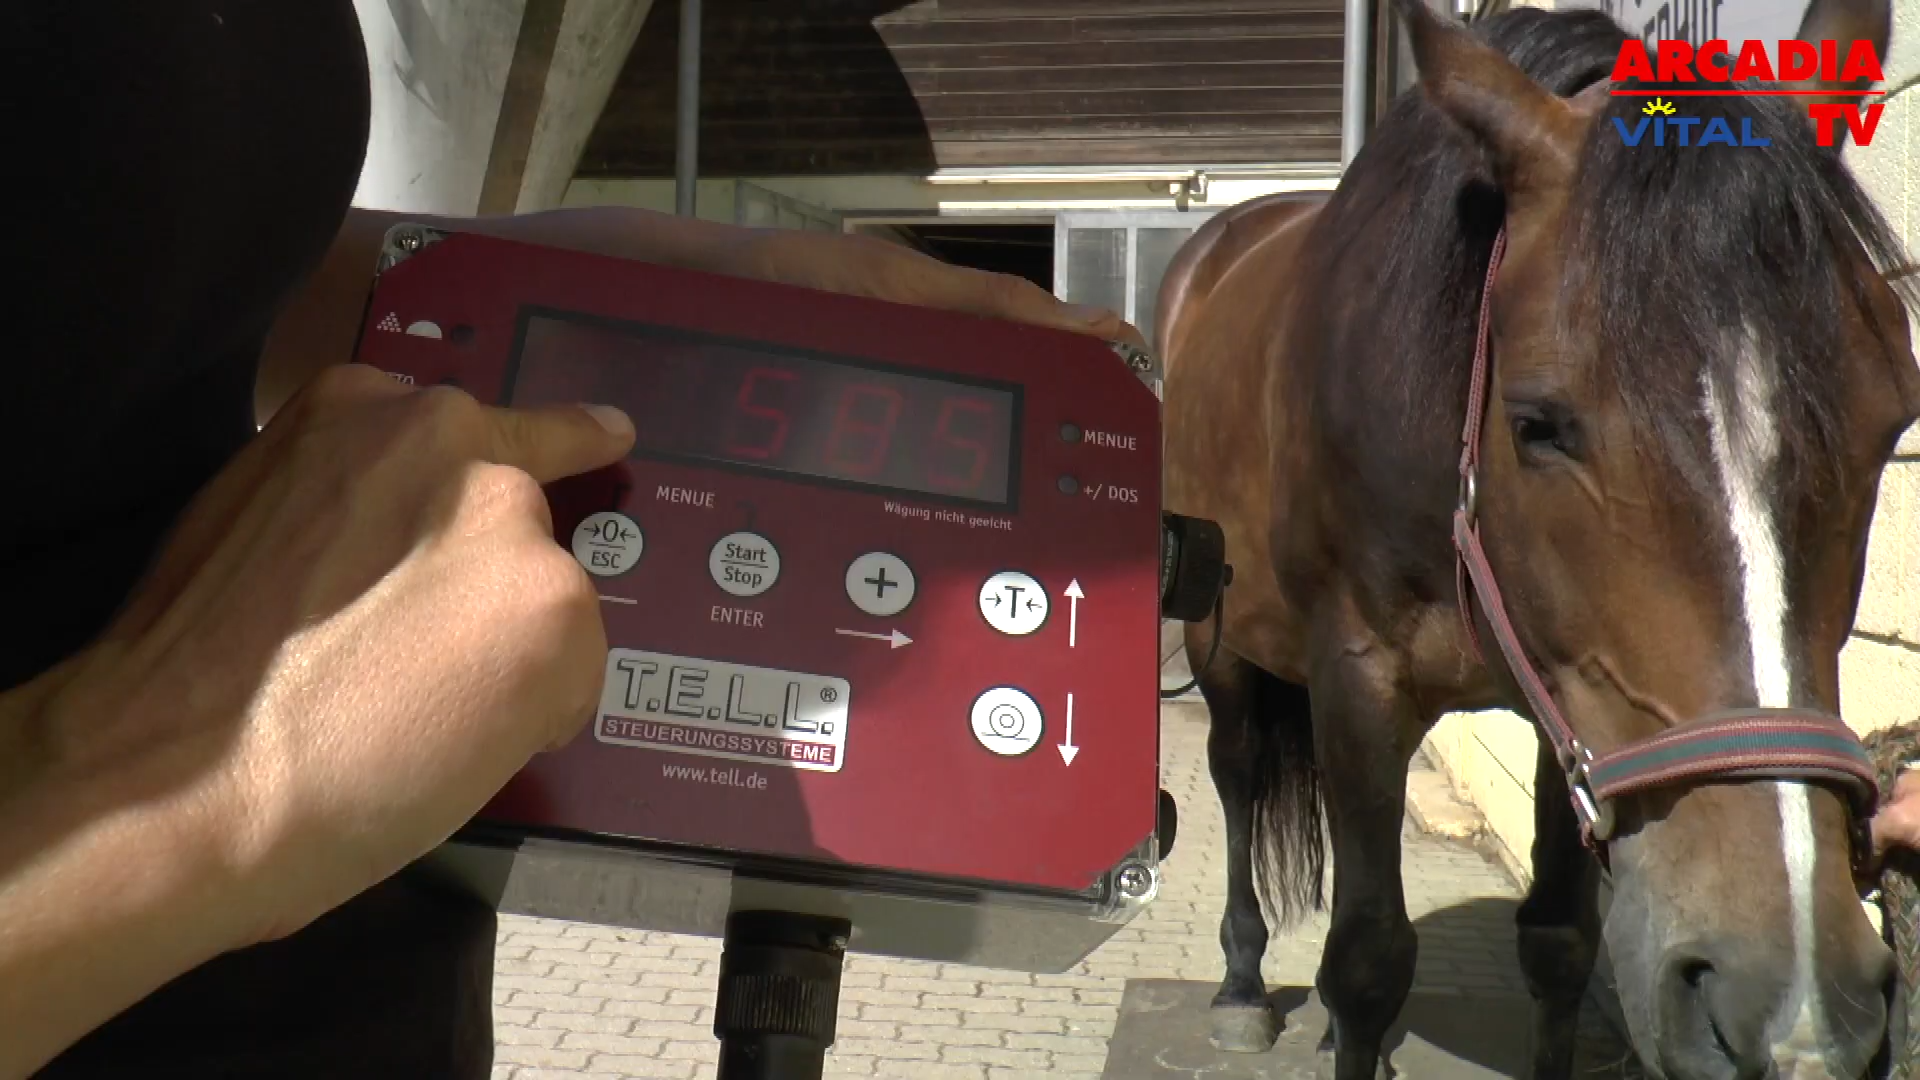 ARCADIA
VITAL TV
585
MENUE
+/ DOS
MENUE
Wägung nicht geeicht
→0←
ESC
Start
Stop
+
→T←
ENTER
T.E.L.L.®
STEUERUNGSSYSTEME
www.tell.de